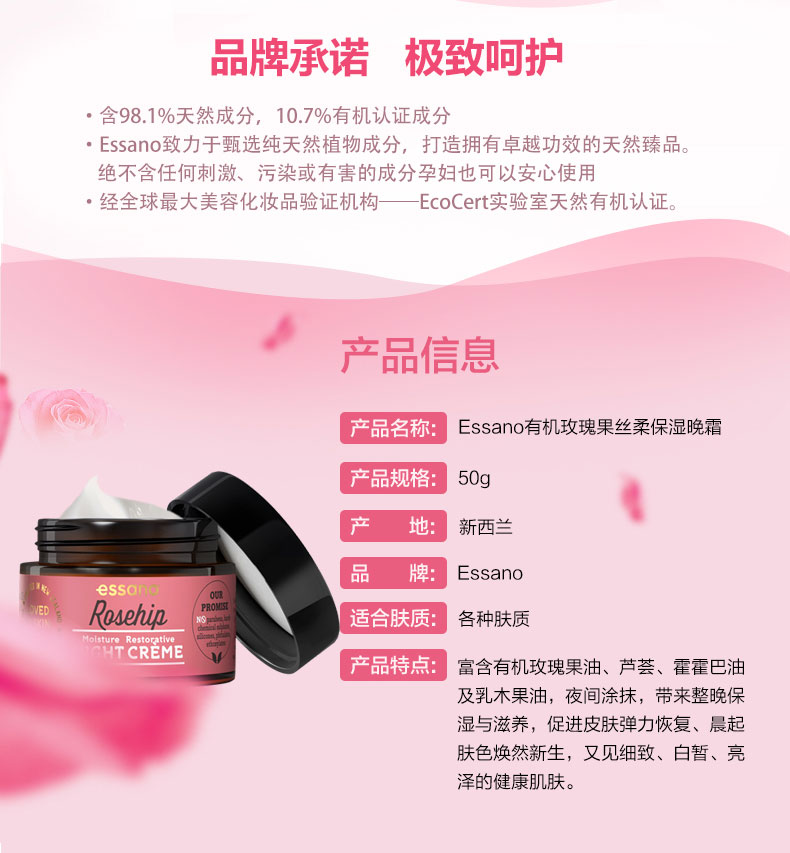 品牌承诺 极致呵护
· 含98.1%天然成分，10.7%有机认证成分
· Essano致力于甄选纯天然植物成分，打造拥有卓越功效的天然臻品。
绝不含任何刺激、污染或有害的成分孕妇也可以安心使用
· 经全球最大美容化妆品验证机构——EcoCert实验室天然有机认证。
产品信息
产品名称: Essano有机玫瑰果丝柔保湿晚霜
产品规格: 50g
产 地: 新西兰
品 牌: Essano
适合肤质: 各种肤质
产品特点: 富含有机玫瑰果油、芦荟、霍霍巴油
及乳木果油，夜间涂抹，带来整晚保
湿与滋养，促进皮肤弹力恢复、晨起
肤色焕然新生，又见细致、白皙、亮
泽的健康肌肤。
essano
Rosehip
Moisture Restorative
CRÈME
OUR
PROMISE
NO